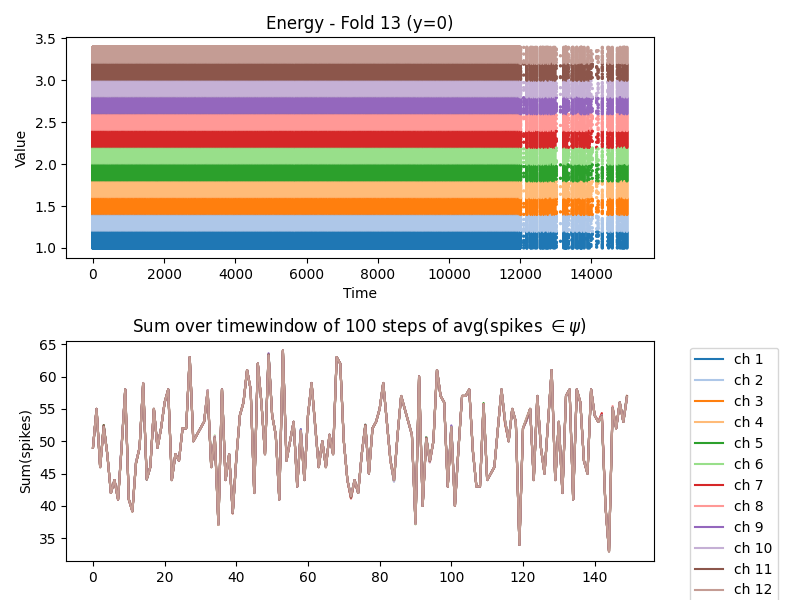 Energy - Fold 13 (y=0)
3.5
3.0
2.5
2.0
1.5
1.0
Value
0 2000 4000 6000 8000 10000 12000 14000
Time
Sum over timewindow of 100 steps of avg(spikes ∈ ψ)
65
60
55
50
45
40
35
Sum(spikes)
0 20 40 60 80 100 120 140
ch 1
ch 2
ch 3
ch 4
ch 5
ch 6
ch 7
ch 8
ch 9
ch 10
ch 11
ch 12